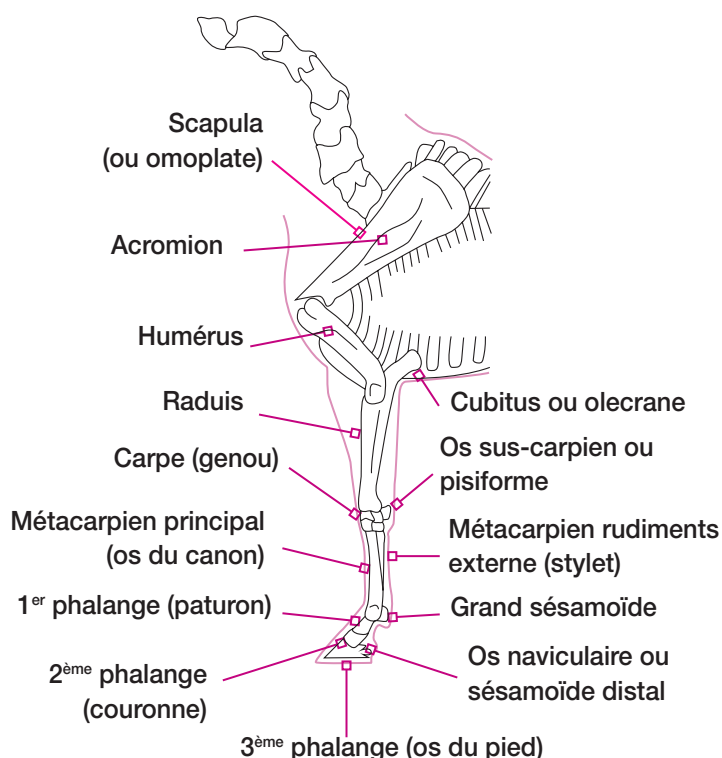 Scapula
(ou omoplate)
Acromion
Humérus
Raduis
Carpe (genou)
Métacarpien principal
(os du canon)
1er phalange (paturon)
2ème phalange
(couronne)
3ème phalange (os du pied)
Cubitus ou olecrane
Os sus-carpien ou
pisiforme
Métacarpien rudiments
externe (stylet)
Grand sésamoïde
Os naviculaire ou
sésamoïde distal